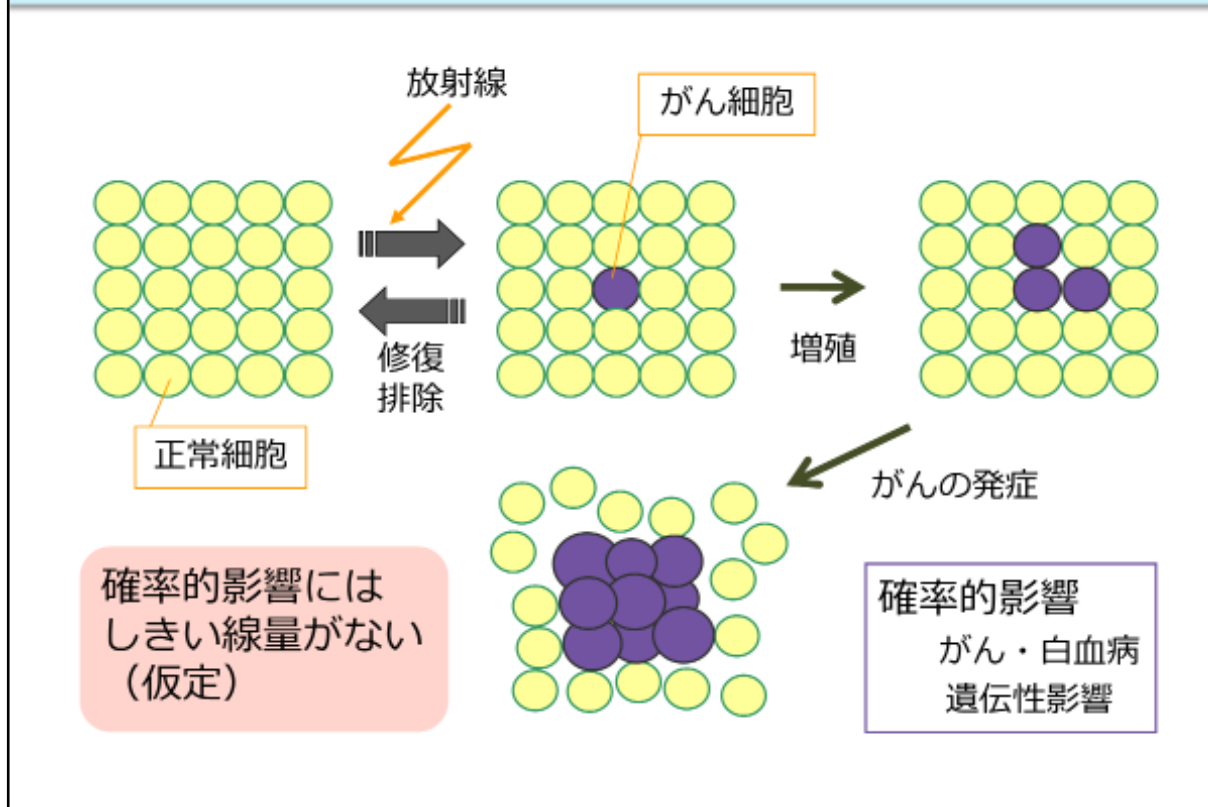 放射線
がん細胞
修復
排除
増殖
正常細胞
がんの発症
確率的影響には
しきい線量がない
（仮定）
確率的影響
がん・白血病
遺伝性影響